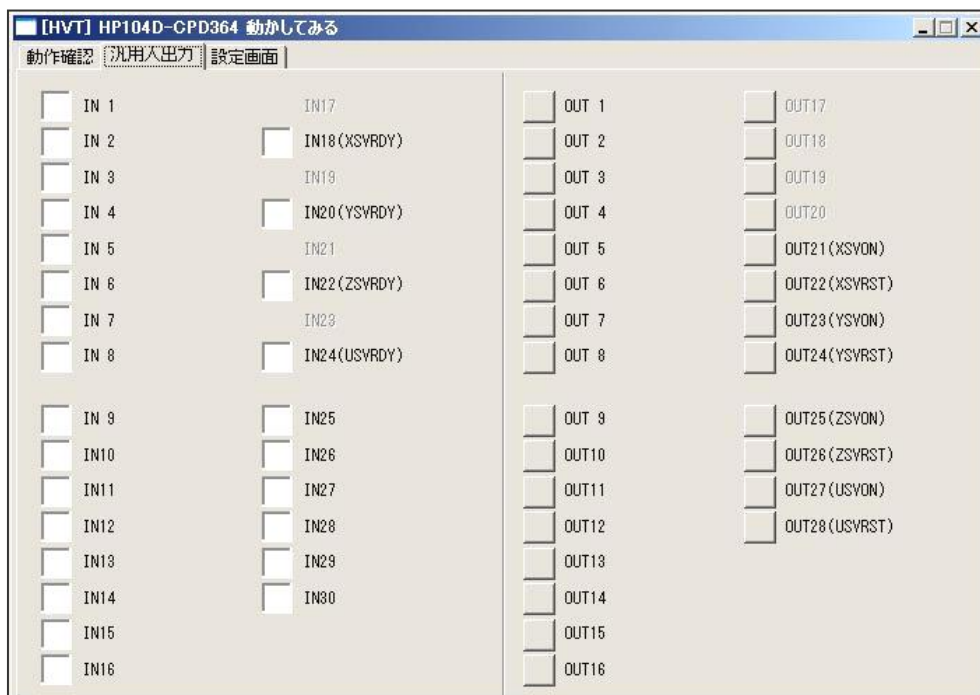 [HVT] HP104D-CPD364 動かしてみる
動作確認 汎用入出力 設定画面
IN 1 IN17 OUT 1 OUT17
IN 2 IN18(XSVRDY) OUT 2 OUT18
IN 3 IN19 OUT 3 OUT19
IN 4 IN20(YSVRDY) OUT 4 OUT20
IN 5 IN21 OUT 5 OUT21(XSVON)
IN 6 IN22(ZSVRDY) OUT 6 OUT22(XSVRST)
IN 7 IN23 OUT 7 OUT23(YSVON)
IN 8 IN24(USVRDY) OUT 8 OUT24(YSVRST)
IN 9 IN25 OUT 9 OUT25(ZSVON)
IN10 IN26 OUT10 OUT26(ZSVRST)
IN11 IN27 OUT11 OUT27(USVON)
IN12 IN28 OUT12 OUT28(USVRST)
IN13 IN29 OUT13
IN14 IN30 OUT14
IN15 OUT15
IN16 OUT16